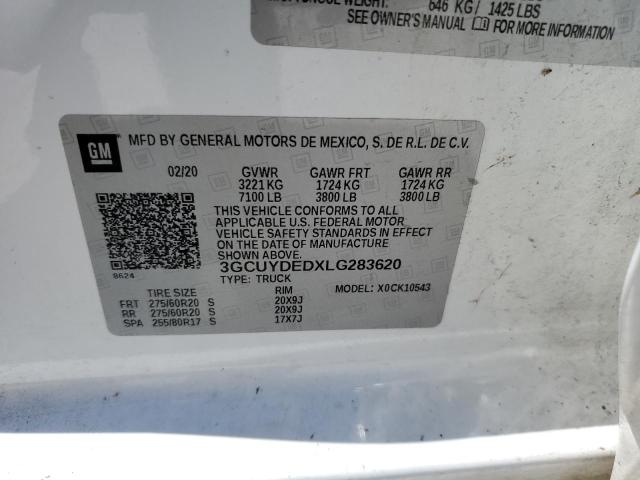 646 KG / 1425 LBS
SEE OWNER'S MANUAL FOR MORE INFORMATION
GM
MFD BY GENERAL MOTORS DE MEXICO, S. DE R.L. DE C.V.
02/20 GVWR GAWR FRT GAWR RR
3221 KG 1724 KG 1724 KG
7100 LB 3800 LB 3800 LB
THIS VEHICLE CONFORMS TO ALL
APPLICABLE U.S. FEDERAL MOTOR
VEHICLE SAFETY STANDARDS IN EFFECT
ON THE DATE OF MANUFACTURE
SHOWN ABOVE.
3GCUYDEDXLG283620
8624
TYPE: TRUCK
MODEL: X0CK10543
TIRE SIZE RIM
FRT 275/60R20 S 20X9J
RR 275/60R20 S 20X9J
SPA 255/80R17 S 17X7J